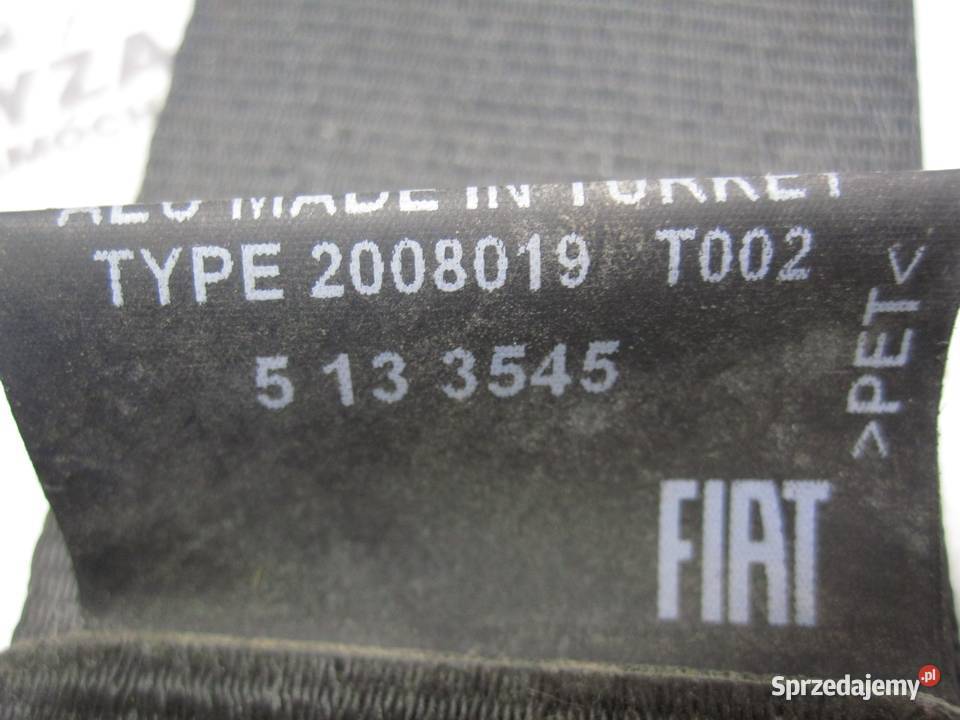 MADE IN TURKEY
TYPE 2008019 T002
5 13 3545
>PET<
FIAT
Sprzedajemy.pl